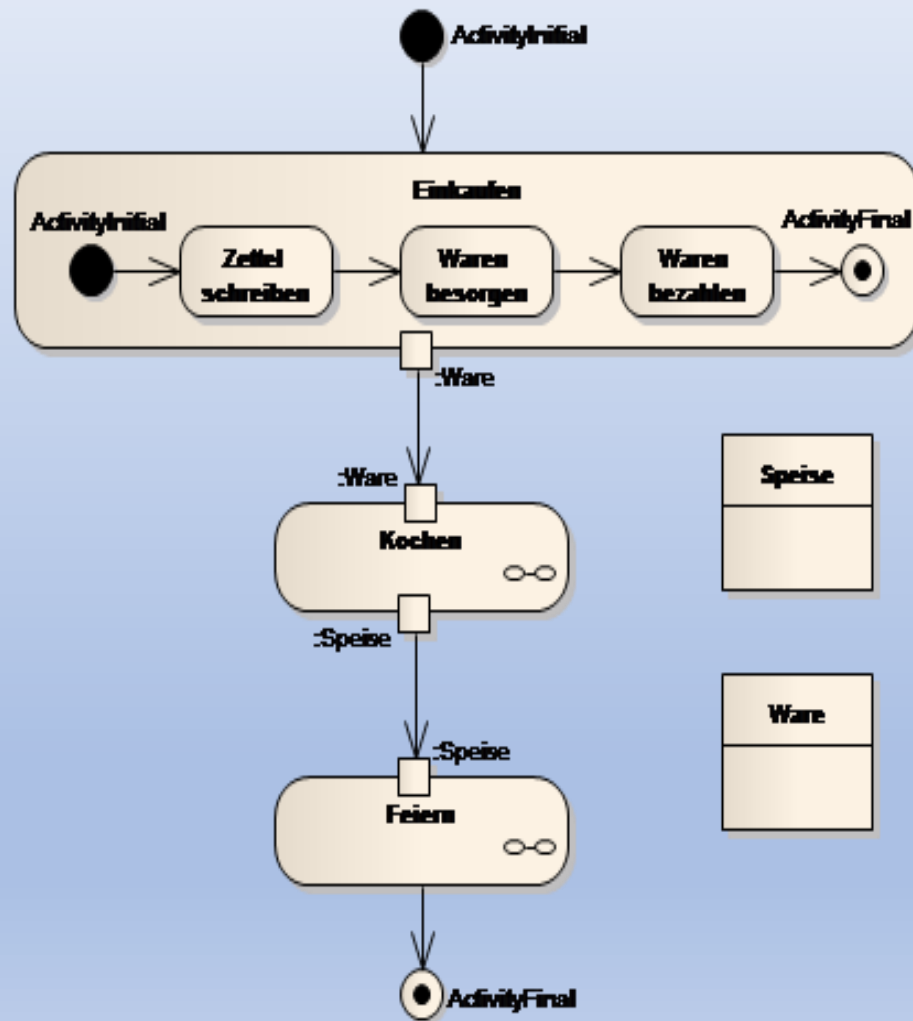 ActivityInitial
Einkaufen
ActivityInitial
ActivityFinal
Zettel
schreiben
Waren
besorgen
Waren
bezahlen
:Ware
:Ware
Kochen
:Speise
:Speise
Feiern
ActivityFinal
Speise
Ware